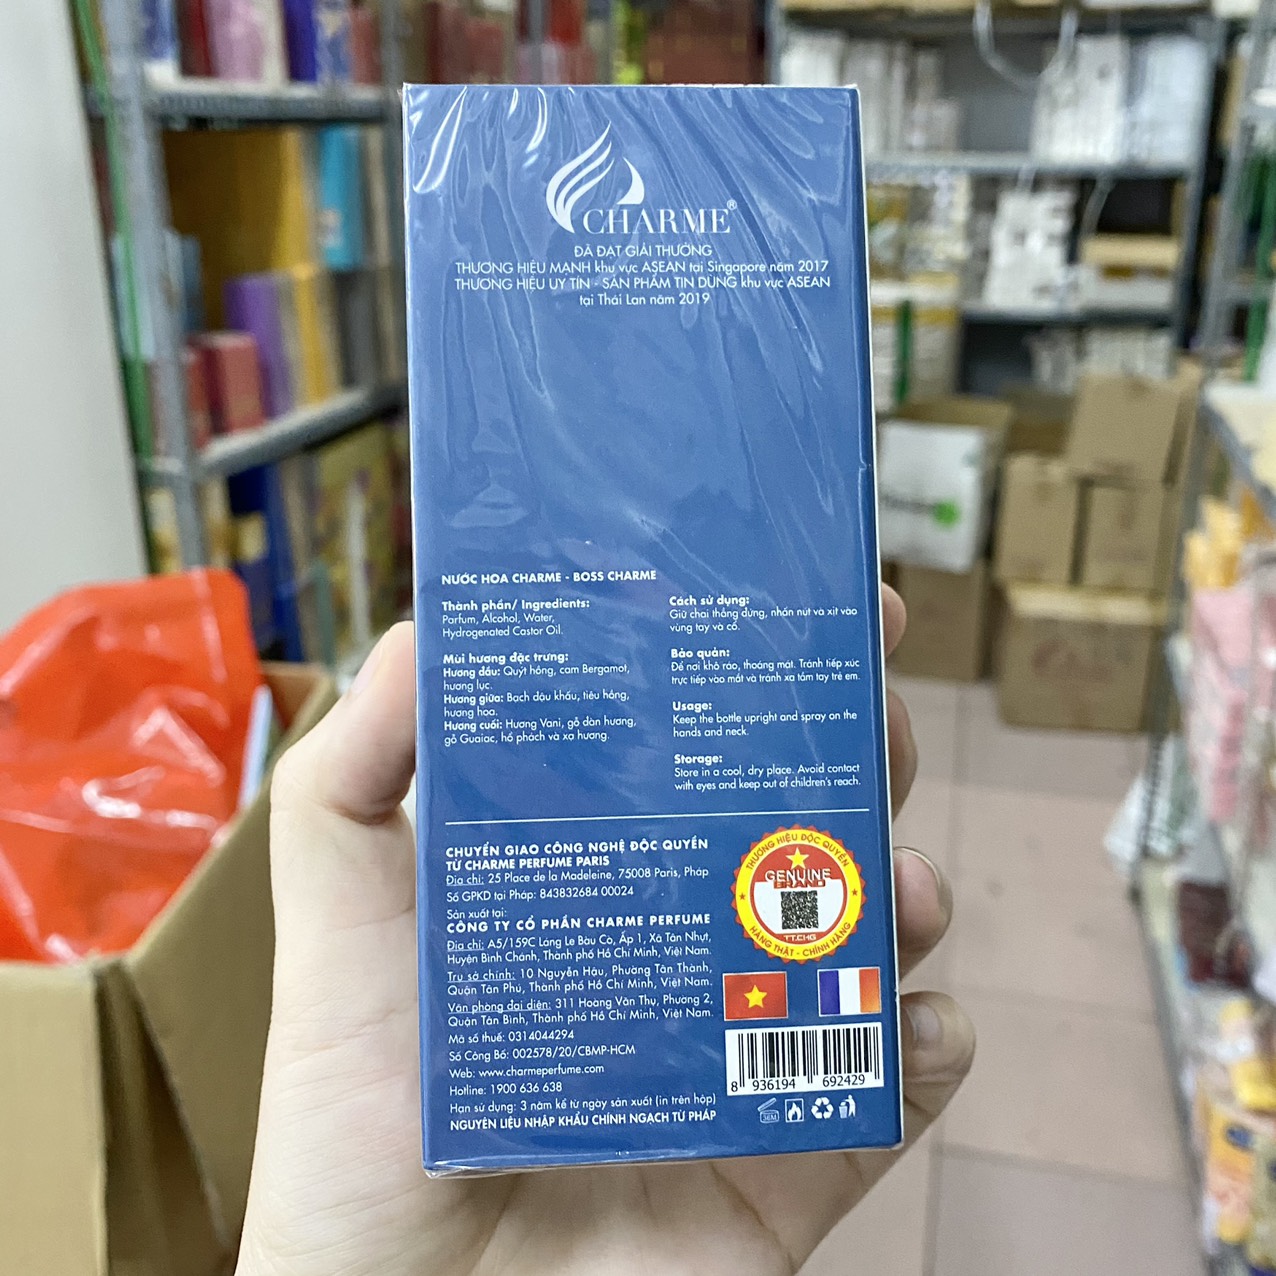 CHARME®
ĐÃ ĐẠT GIẢI THƯỞNG
THƯƠNG HIỆU MẠNH khu vực ASEAN tại Singapore năm 2017
THƯƠNG HIỆU UY TÍN - SẢN PHẨM TIN DÙNG khu vực ASEAN
tại Thái Lan năm 2019
NƯỚC HOA CHARME - BOSS CHARME
Thành phần/ Ingredients:
Parfum, Alcohol, Water,
Hydrogenated Castor Oil.
Mùi hương đặc trưng:
Hương đầu: Quýt hồng, cam Bergamot,
hương lục.
Hương giữa: Bạch đậu khấu, tiêu hồng,
hương hoa.
Hương cuối: Hương Vani, gỗ đàn hương,
gỗ Guaiac, hổ phách và xạ hương.
Cách sử dụng:
Giữ chai thẳng đứng, nhấn nút và xịt vào
vùng tay và cổ.
Bảo quản:
Để nơi khô ráo, thoáng mát. Tránh tiếp xúc
trực tiếp vào mắt và tránh xa tầm tay trẻ em.
Usage:
Keep the bottle upright and spray on the
hands and neck.
Storage:
Store in a cool, dry place. Avoid contact
with eyes and keep out of children's reach.
CHUYỂN GIAO CÔNG NGHỆ ĐỘC QUYỀN
TỪ CHARME PERFUME PARIS
Địa chỉ: 25 Place de la Madeleine, 75008 Paris, Pháp
Số GPKD tại Pháp: 843832684 00024
Sản xuất tại:
CÔNG TY CỔ PHẦN CHARME PERFUME
Địa chỉ: A5/159C Láng Le Bàu Cò, Ấp 1, Xã Tân Nhựt,
Huyện Bình Chánh, Thành phố Hồ Chí Minh, Việt Nam.
Trụ sở chính: 10 Nguyễn Hậu, Phường Tân Thành,
Quận Tân Phú, Thành phố Hồ Chí Minh, Việt Nam.
Văn phòng đại diện: 311 Hoàng Văn Thụ, Phường 2,
Quận Tân Bình, Thành phố Hồ Chí Minh, Việt Nam.
Mã số thuế: 0314044294
Số Công Bố: 002578/20/CBMP-HCM
Web: www.charmeperfume.com
Hotline: 1900 636 638
Hạn sử dụng: 3 năm kể từ ngày sản xuất (in trên hộp)
NGUYÊN LIỆU NHẬP KHẨU CHÍNH NGẠCH TỪ PHÁP
THƯƠNG HIỆU ĐỘC QUYỀN
GENUINE
BRAND
TT.CHG
HÀNG THẬT - CHÍNH HÃNG
8 936194 692429
36M